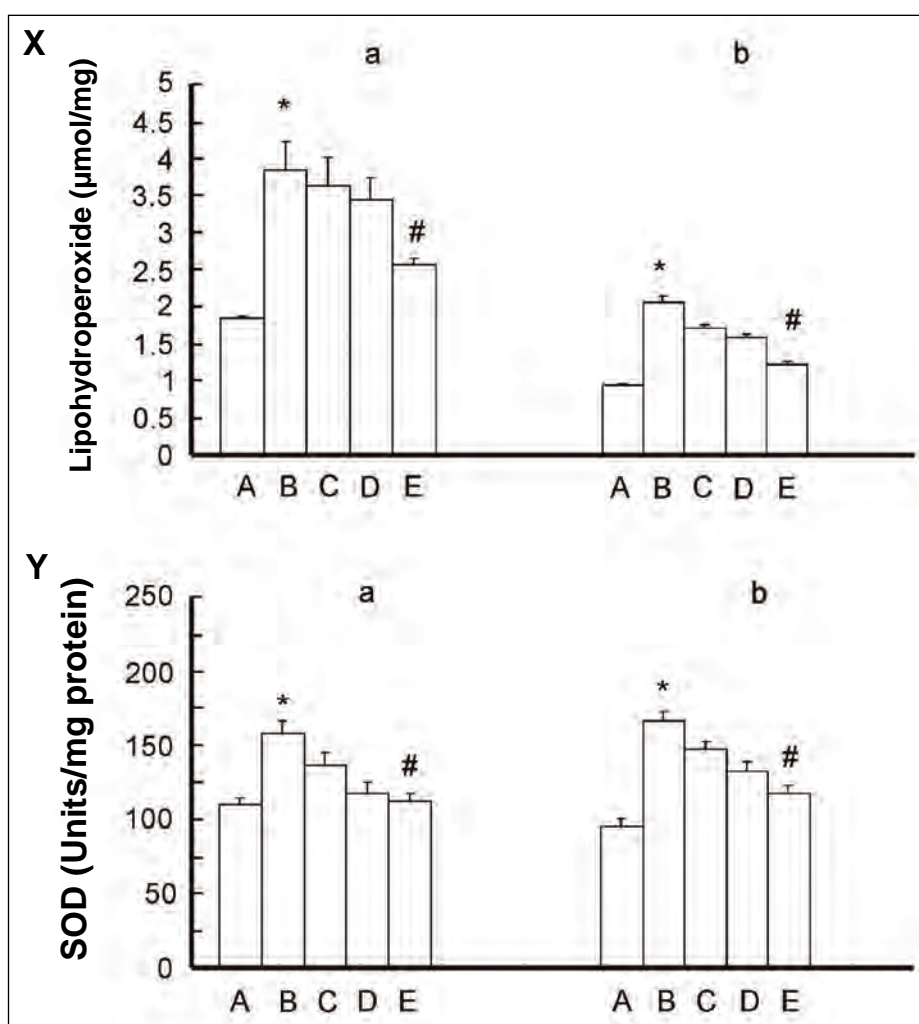 X
a
b
Lipohydroperoxide (µmol/mg)
5
4.5
4
3.5
3
2.5
2
1.5
1
0.5
0
*
#
*
#
A B C D E
A B C D E
Y
a
b
SOD (Units/mg protein)
250
200
150
100
50
0
*
#
*
#
A B C D E
A B C D E